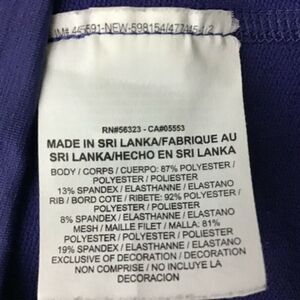 RN#56323 - CA#05553
MADE IN SRI LANKA/FABRIQUE AU
SRI LANKA/HECHO EN SRI LANKA
BODY / CORPS / CUERPO: 87% POLYESTER /
POLYESTER / POLIESTER
13% SPANDEX / ELASTHANNE / ELASTANO
RIB / BORD COTE / RIBETE: 92% POLYESTER /
POLYESTER / POLIESTER
8% SPANDEX / ELASTHANNE / ELASTANO
MESH / MAILLE FILET / MALLA: 81%
POLYESTER / POLYESTER / POLIESTER
19% SPANDEX / ELASTHANNE / ELASTANO
EXCLUSIVE OF DECORATION / DECORATION
NON COMPRISE / NO INCLUYE LA
DECORACION